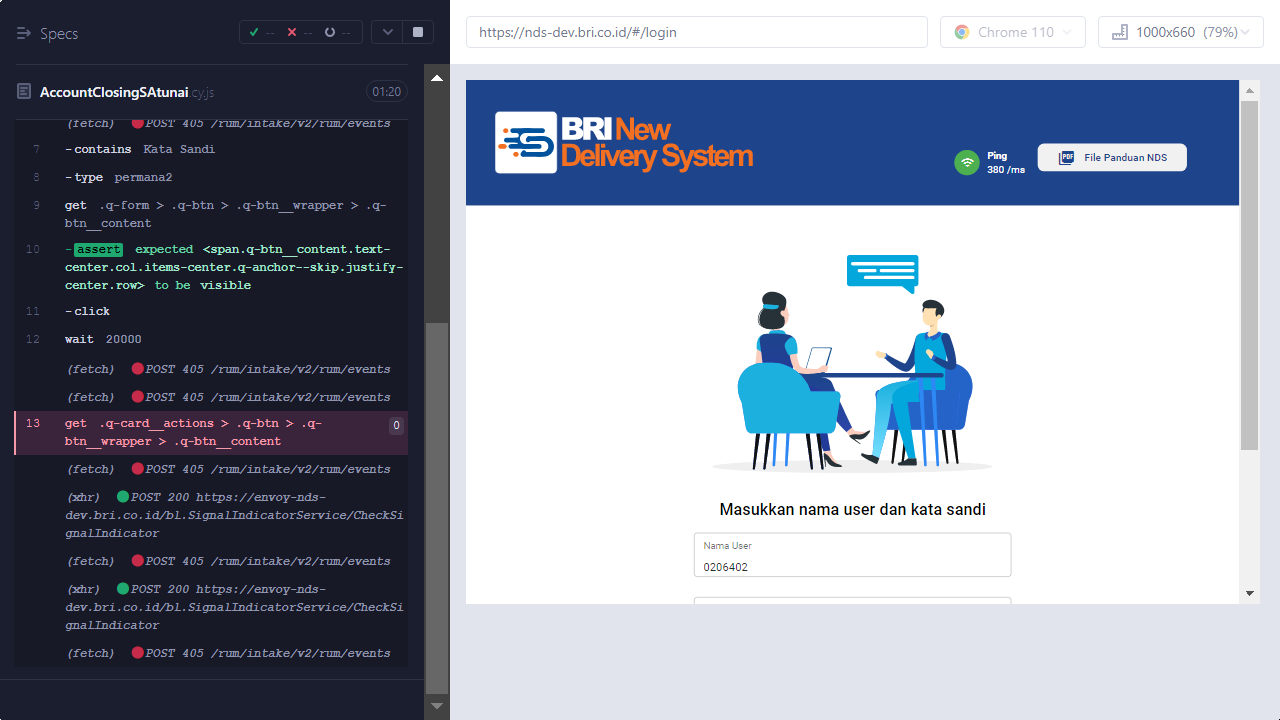 Specs
--
--
--
AccountClosingSAtunai.cy.js
01:20
(fetch) POST 405 /rum/intake/v2/rum/events
7 -contains Kata Sandi
8 -type permana2
9 get .q-form > .q-btn > .q-btn__wrapper > .q-
btn__content
10 -assert expected <span.q-btn__content.text-
center.col.items-center.q-anchor--skip.justify-
center.row> to be visible
11 -click
12 wait 20000
(fetch) POST 405 /rum/intake/v2/rum/events
(fetch) POST 405 /rum/intake/v2/rum/events
13 get .q-card__actions > .q-btn > .q- 0
btn__wrapper > .q-btn__content
(fetch) POST 405 /rum/intake/v2/rum/events
(xhr) POST 200 https://envoy-nds-
dev.bri.co.id/bl.SignalIndicatorService/CheckSi
gnalIndicator
(fetch) POST 405 /rum/intake/v2/rum/events
(xhr) POST 200 https://envoy-nds-
dev.bri.co.id/bl.SignalIndicatorService/CheckSi
gnalIndicator
(fetch) POST 405 /rum/intake/v2/rum/events
https://nds-dev.bri.co.id/#/login
Chrome 110
1000x660 (79%)
BRI New
Delivery System
Ping
380 /ms
PDF
File Panduan NDS
Masukkan nama user dan kata sandi
Nama User
0206402